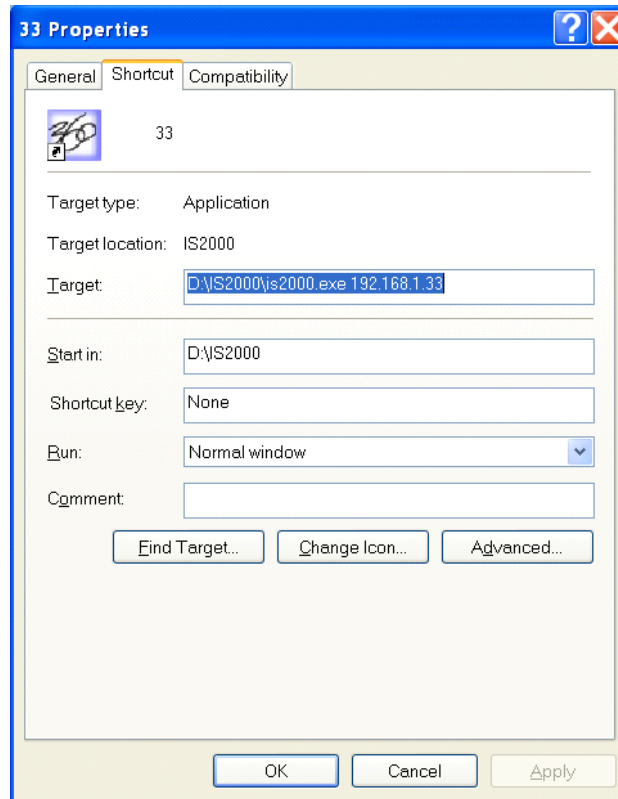 33 Properties
General Shortcut Compatibility
33
Target type: Application
Target location: IS2000
Target: D:\IS2000\is2000.exe 192.168.1.33
Start in: D:\IS2000
Shortcut key: None
Run: Normal window
Comment:
Find Target... Change Icon... Advanced...
OK Cancel Apply